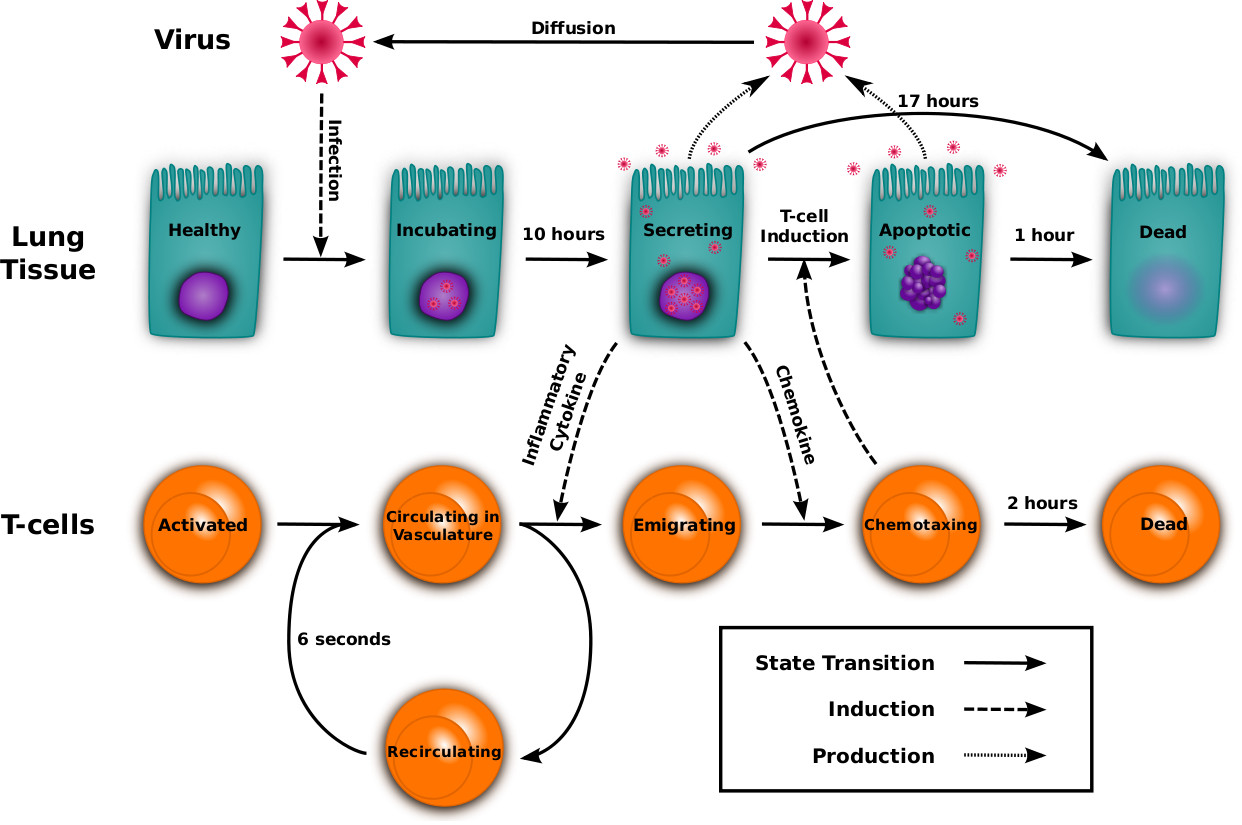 Virus
Diffusion
17 hours
Infection
Lung
Tissue
Healthy
Incubating
10 hours
Secreting
T-cell
Induction
Apoptotic
1 hour
Dead
Inflammatory
Cytokine
Chemokine
T-cells
Activated
Circulating in
Vasculature
Emigrating
Chemotaxing
2 hours
Dead
6 seconds
Recirculating
State Transition
Induction
Production